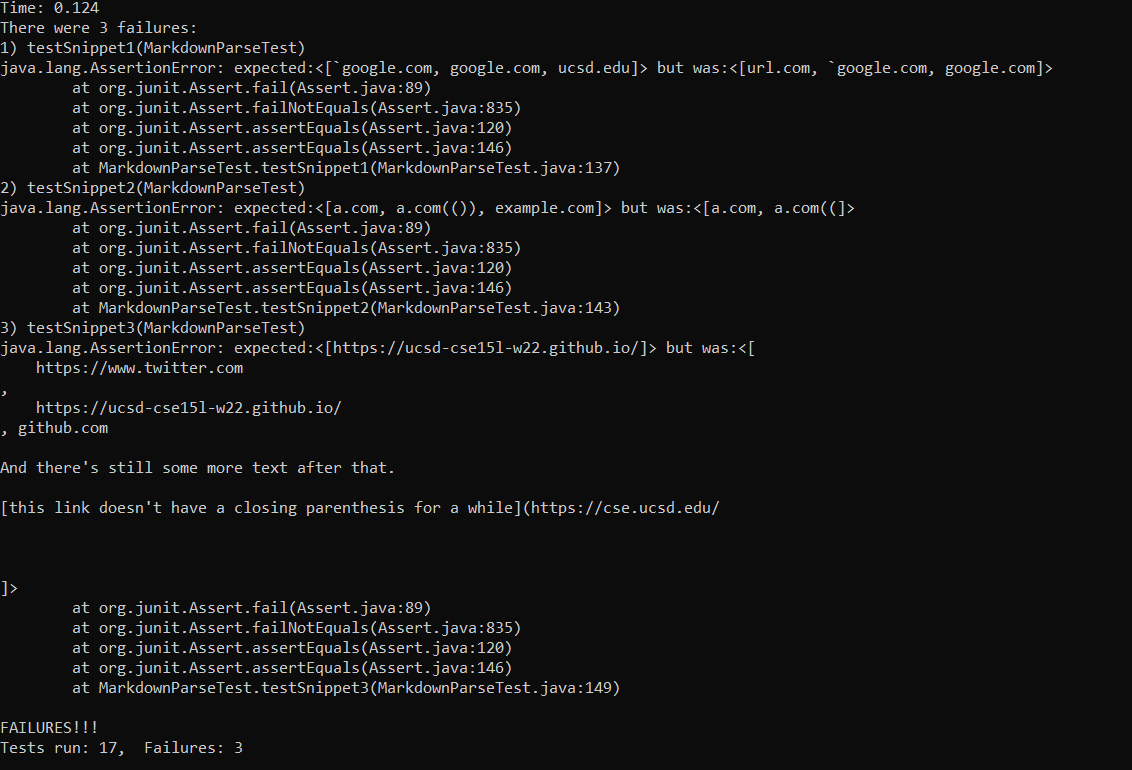 Time: 0.124
There were 3 failures:
1) testSnippet1(MarkdownParseTest)
java.lang.AssertionError: expected:<[`google.com, google.com, ucsd.edu]> but was:<[url.com, `google.com, google.com]>
        at org.junit.Assert.fail(Assert.java:89)
        at org.junit.Assert.failNotEquals(Assert.java:835)
        at org.junit.Assert.assertEquals(Assert.java:120)
        at org.junit.Assert.assertEquals(Assert.java:146)
        at MarkdownParseTest.testSnippet1(MarkdownParseTest.java:137)
2) testSnippet2(MarkdownParseTest)
java.lang.AssertionError: expected:<[a.com, a.com(()), example.com]> but was:<[a.com, a.com((]>
        at org.junit.Assert.fail(Assert.java:89)
        at org.junit.Assert.failNotEquals(Assert.java:835)
        at org.junit.Assert.assertEquals(Assert.java:120)
        at org.junit.Assert.assertEquals(Assert.java:146)
        at MarkdownParseTest.testSnippet2(MarkdownParseTest.java:143)
3) testSnippet3(MarkdownParseTest)
java.lang.AssertionError: expected:<[https://ucsd-cse15l-w22.github.io/]> but was:<[
    https://www.twitter.com
,
    https://ucsd-cse15l-w22.github.io/
, github.com

And there's still some more text after that.

[this link doesn't have a closing parenthesis for a while](https://cse.ucsd.edu/



]>
        at org.junit.Assert.fail(Assert.java:89)
        at org.junit.Assert.failNotEquals(Assert.java:835)
        at org.junit.Assert.assertEquals(Assert.java:120)
        at org.junit.Assert.assertEquals(Assert.java:146)
        at MarkdownParseTest.testSnippet3(MarkdownParseTest.java:149)

FAILURES!!!
Tests run: 17,  Failures: 3